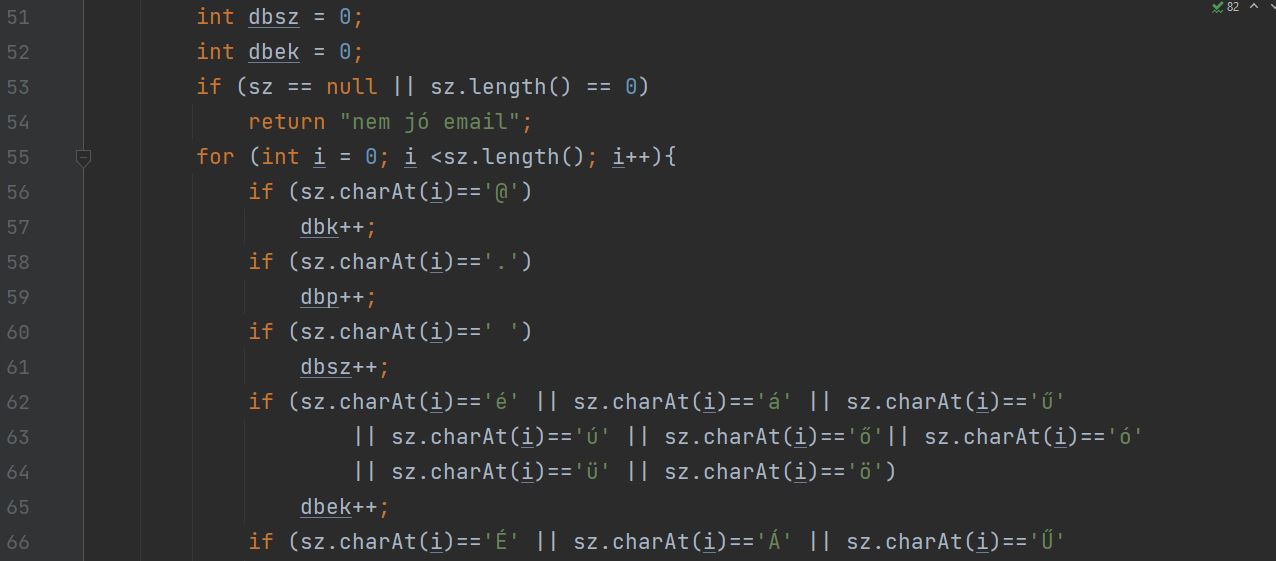 82
51 int dbsz = 0;
52 int dbek = 0;
53 if (sz == null || sz.length() == 0)
54 return "nem jó email";
55 for (int i = 0; i <sz.length(); i++){
56 if (sz.charAt(i)=='@')
57 dbk++;
58 if (sz.charAt(i)=='.')
59 dbp++;
60 if (sz.charAt(i)==' ')
61 dbsz++;
62 if (sz.charAt(i)=='é' || sz.charAt(i)=='á' || sz.charAt(i)=='ű'
63 || sz.charAt(i)=='ú' || sz.charAt(i)=='ő'|| sz.charAt(i)=='ó'
64 || sz.charAt(i)=='ü' || sz.charAt(i)=='ö')
65 dbek++;
66 if (sz.charAt(i)=='É' || sz.charAt(i)=='Á' || sz.charAt(i)=='Ű'